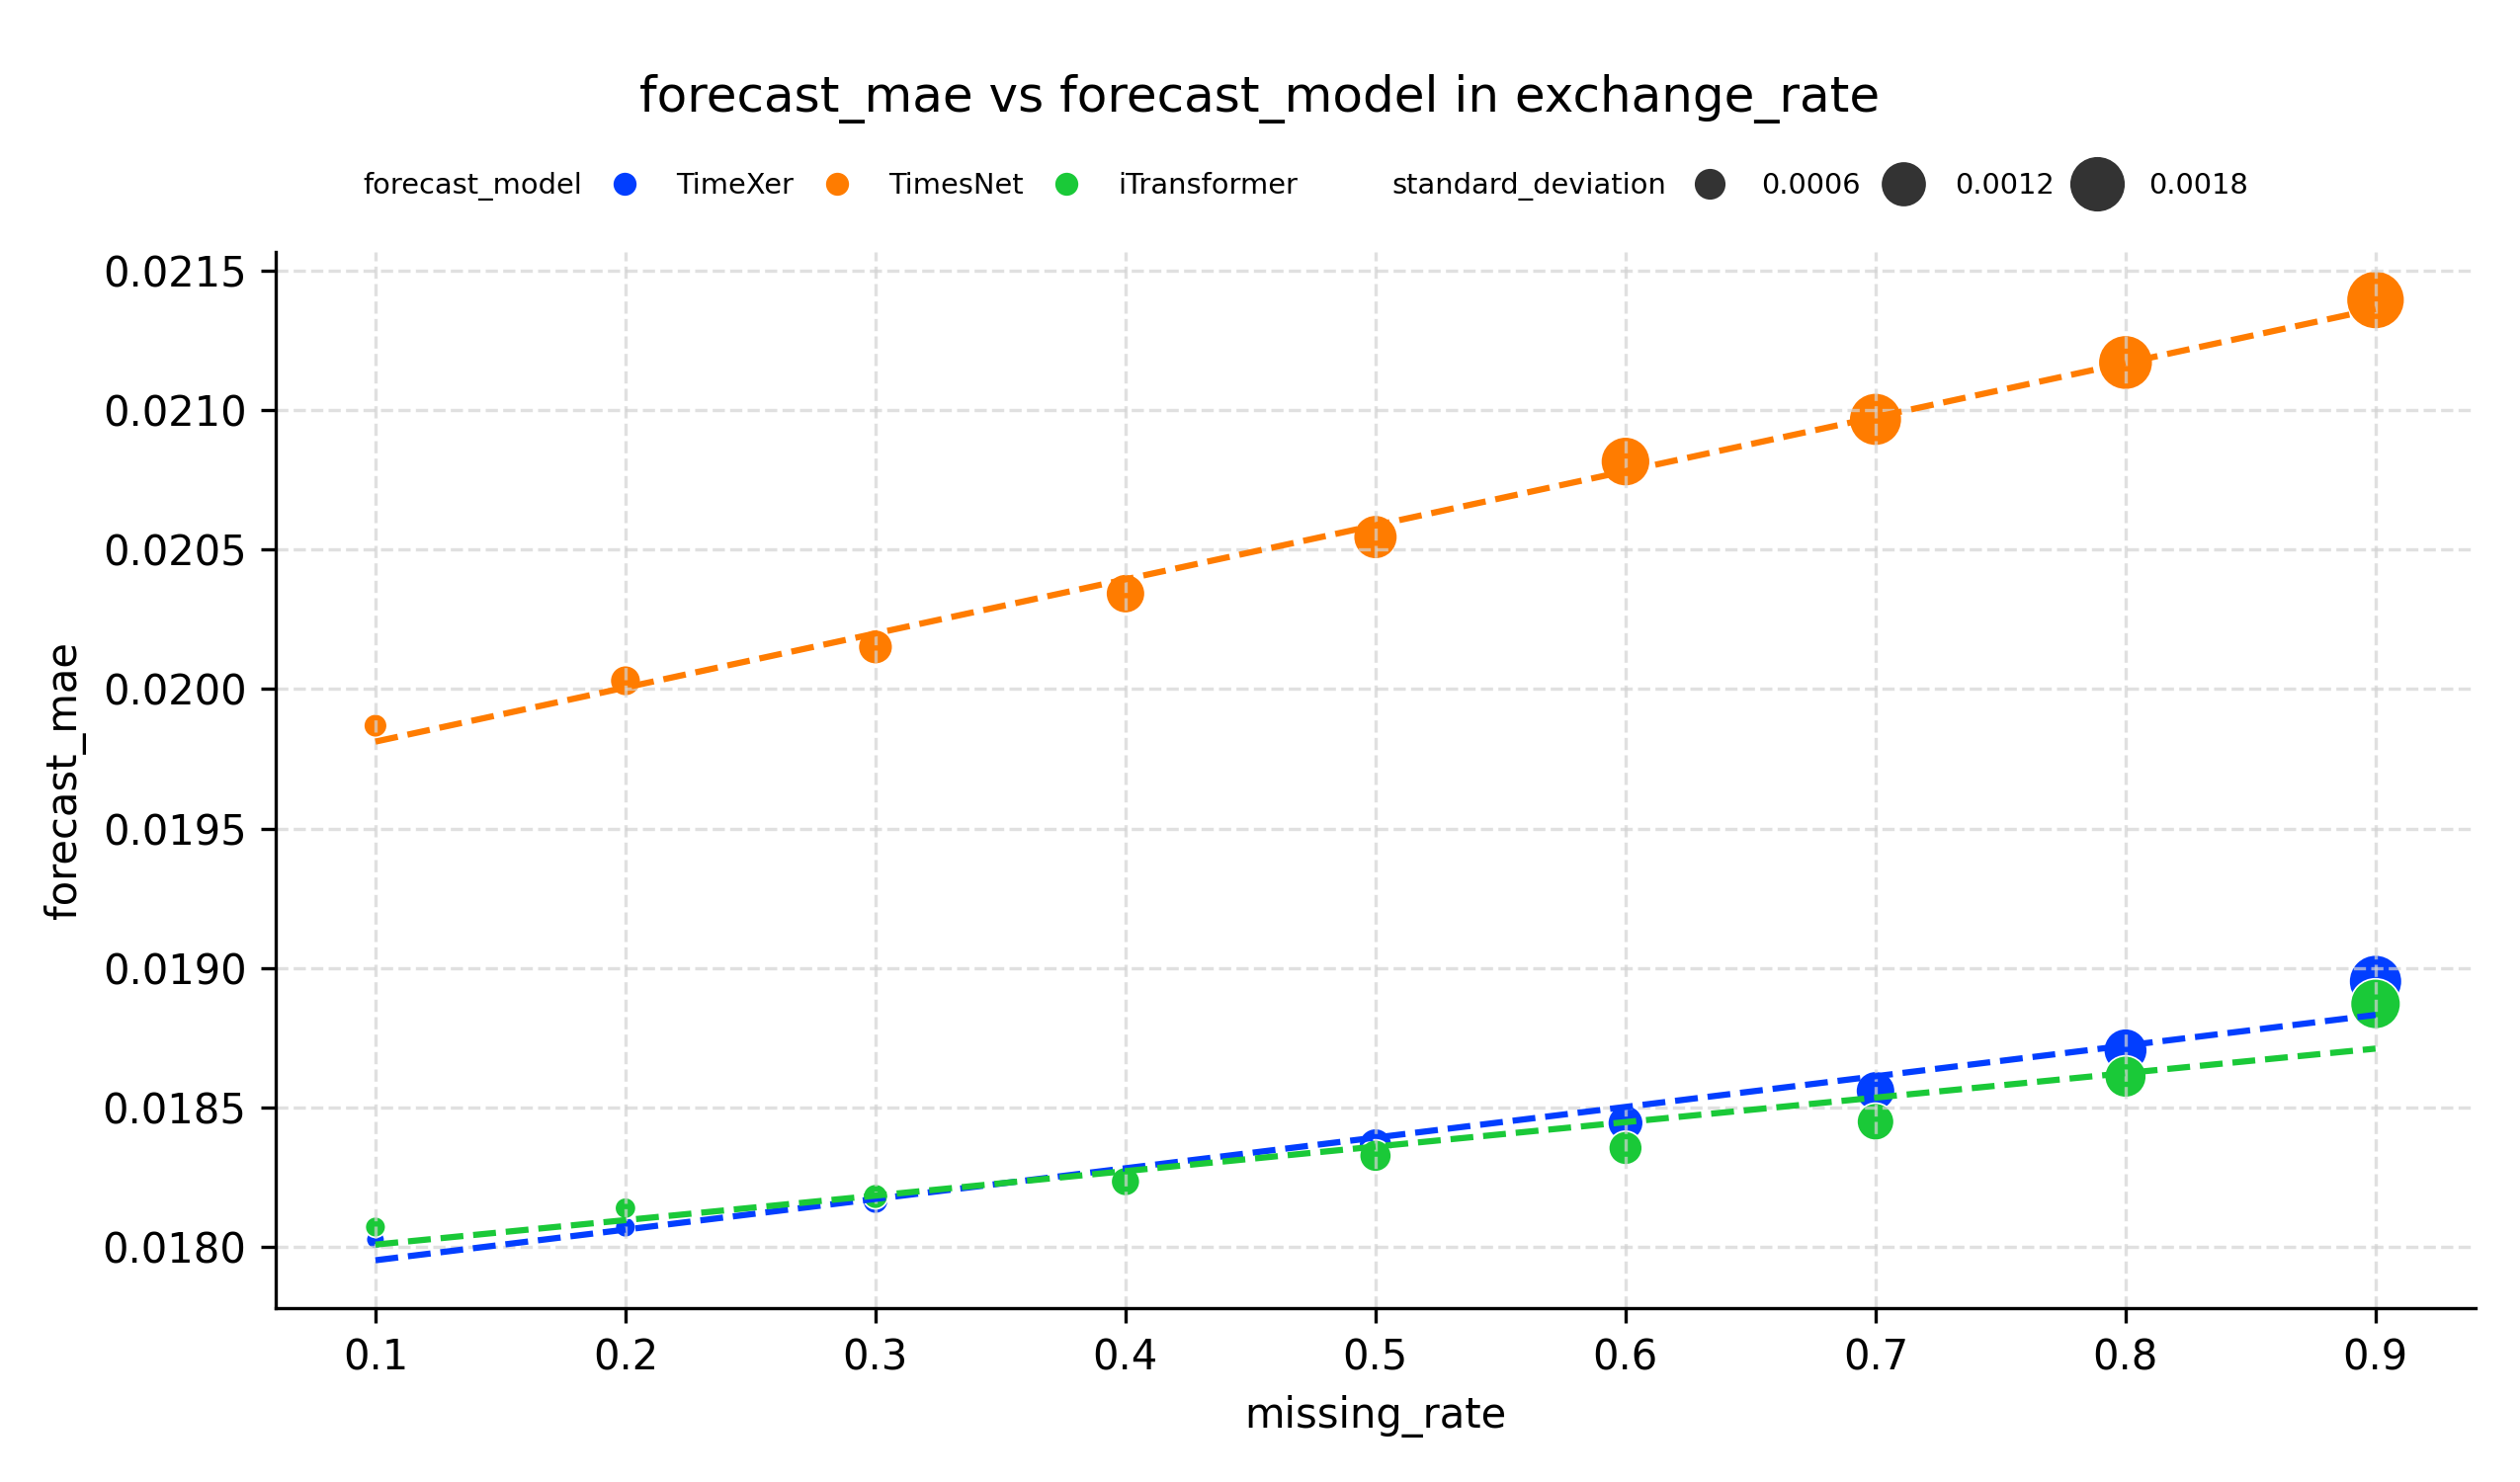 forecast_mae vs forecast_model in exchange_rate
forecast_model TimeXer TimesNet iTransformer standard_deviation 0.0006 0.0012 0.0018
0.0215
0.0210
0.0205
0.0200
0.0195
0.0190
0.0185
0.0180
forecast_mae
0.1 0.2 0.3 0.4 0.5 0.6 0.7 0.8 0.9
missing_rate